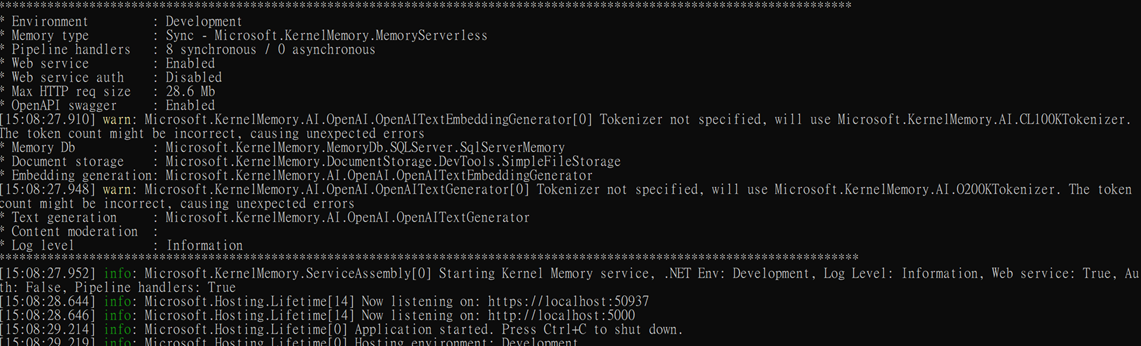 ***************************************************************************************************************************
* Environment         : Development
* Memory type         : Sync - Microsoft.KernelMemory.MemoryServerless
* Pipeline handlers   : 8 synchronous / 0 asynchronous
* Web service         : Enabled
* Web service auth    : Disabled
* Max HTTP req size   : 28.6 Mb
* OpenAPI swagger     : Enabled
[15:08:27.910] warn: Microsoft.KernelMemory.AI.OpenAI.OpenAITextEmbeddingGenerator[0] Tokenizer not specified, will use Microsoft.KernelMemory.AI.CL100KTokenizer.
The token count might be incorrect, causing unexpected errors
* Memory Db           : Microsoft.KernelMemory.MemoryDb.SQLServer.SqlServerMemory
* Document storage    : Microsoft.KernelMemory.DocumentStorage.DevTools.SimpleFileStorage
* Embedding generation: Microsoft.KernelMemory.AI.OpenAI.OpenAITextEmbeddingGenerator
[15:08:27.948] warn: Microsoft.KernelMemory.AI.OpenAI.OpenAITextGenerator[0] Tokenizer not specified, will use Microsoft.KernelMemory.AI.O200KTokenizer. The token
count might be incorrect, causing unexpected errors
* Text generation     : Microsoft.KernelMemory.AI.OpenAI.OpenAITextGenerator
* Content moderation  :
* Log level           : Information
***************************************************************************************************************************
[15:08:27.952] info: Microsoft.KernelMemory.ServiceAssembly[0] Starting Kernel Memory service, .NET Env: Development, Log Level: Information, Web service: True, Au
th: False, Pipeline handlers: True
[15:08:28.644] info: Microsoft.Hosting.Lifetime[14] Now listening on: https://localhost:50937
[15:08:28.646] info: Microsoft.Hosting.Lifetime[14] Now listening on: http://localhost:5000
[15:08:29.214] info: Microsoft.Hosting.Lifetime[0] Application started. Press Ctrl+C to shut down.
[15:08:29.219] info: Microsoft.Hosting.Lifetime[0] Hosting environment: Development